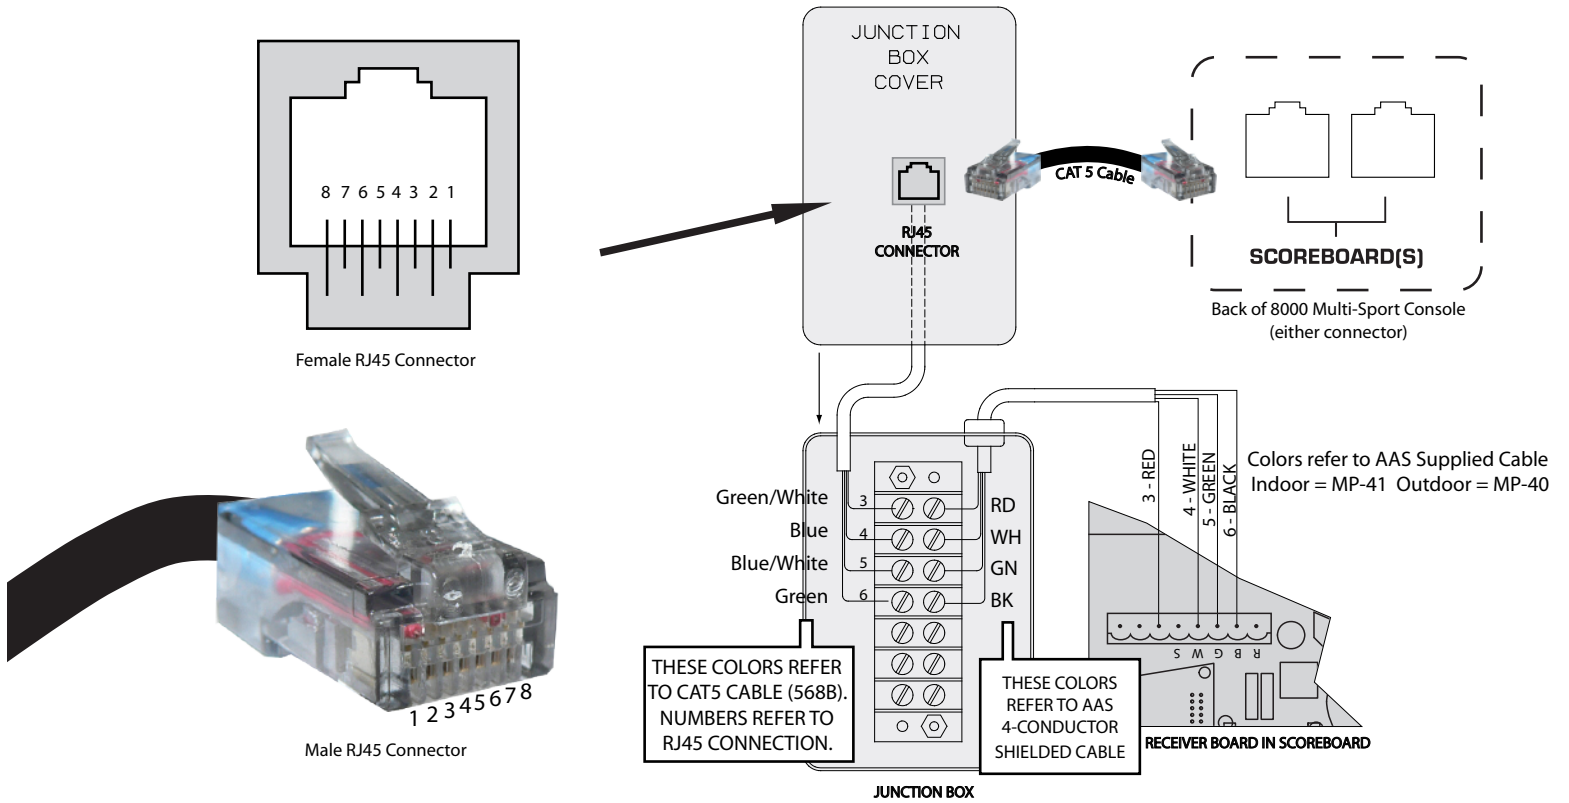 8 7 6 5 4 3 2 1
Female RJ45 Connector
1 2 3 4 5 6 7 8
Male RJ45 Connector
JUNCTION
BOX
COVER
RJ45
CONNECTOR
CAT 5 Cable
SCOREBOARD(S)
Back of 8000 Multi-Sport Console
(either connector)
Green/White 3 RD
Blue 4 WH
Blue/White 5 GN
Green 6 BK
THESE COLORS REFER
TO CAT5 CABLE (568B).
NUMBERS REFER TO
RJ45 CONNECTION.
THESE COLORS
REFER TO AAS
4-CONDUCTOR
SHIELDED CABLE
JUNCTION BOX
3 - RED
4 - WHITE
5 - GREEN
6 - BLACK
Colors refer to AAS Supplied Cable
Indoor = MP-41 Outdoor = MP-40
S W G B R
RECEIVER BOARD IN SCOREBOARD